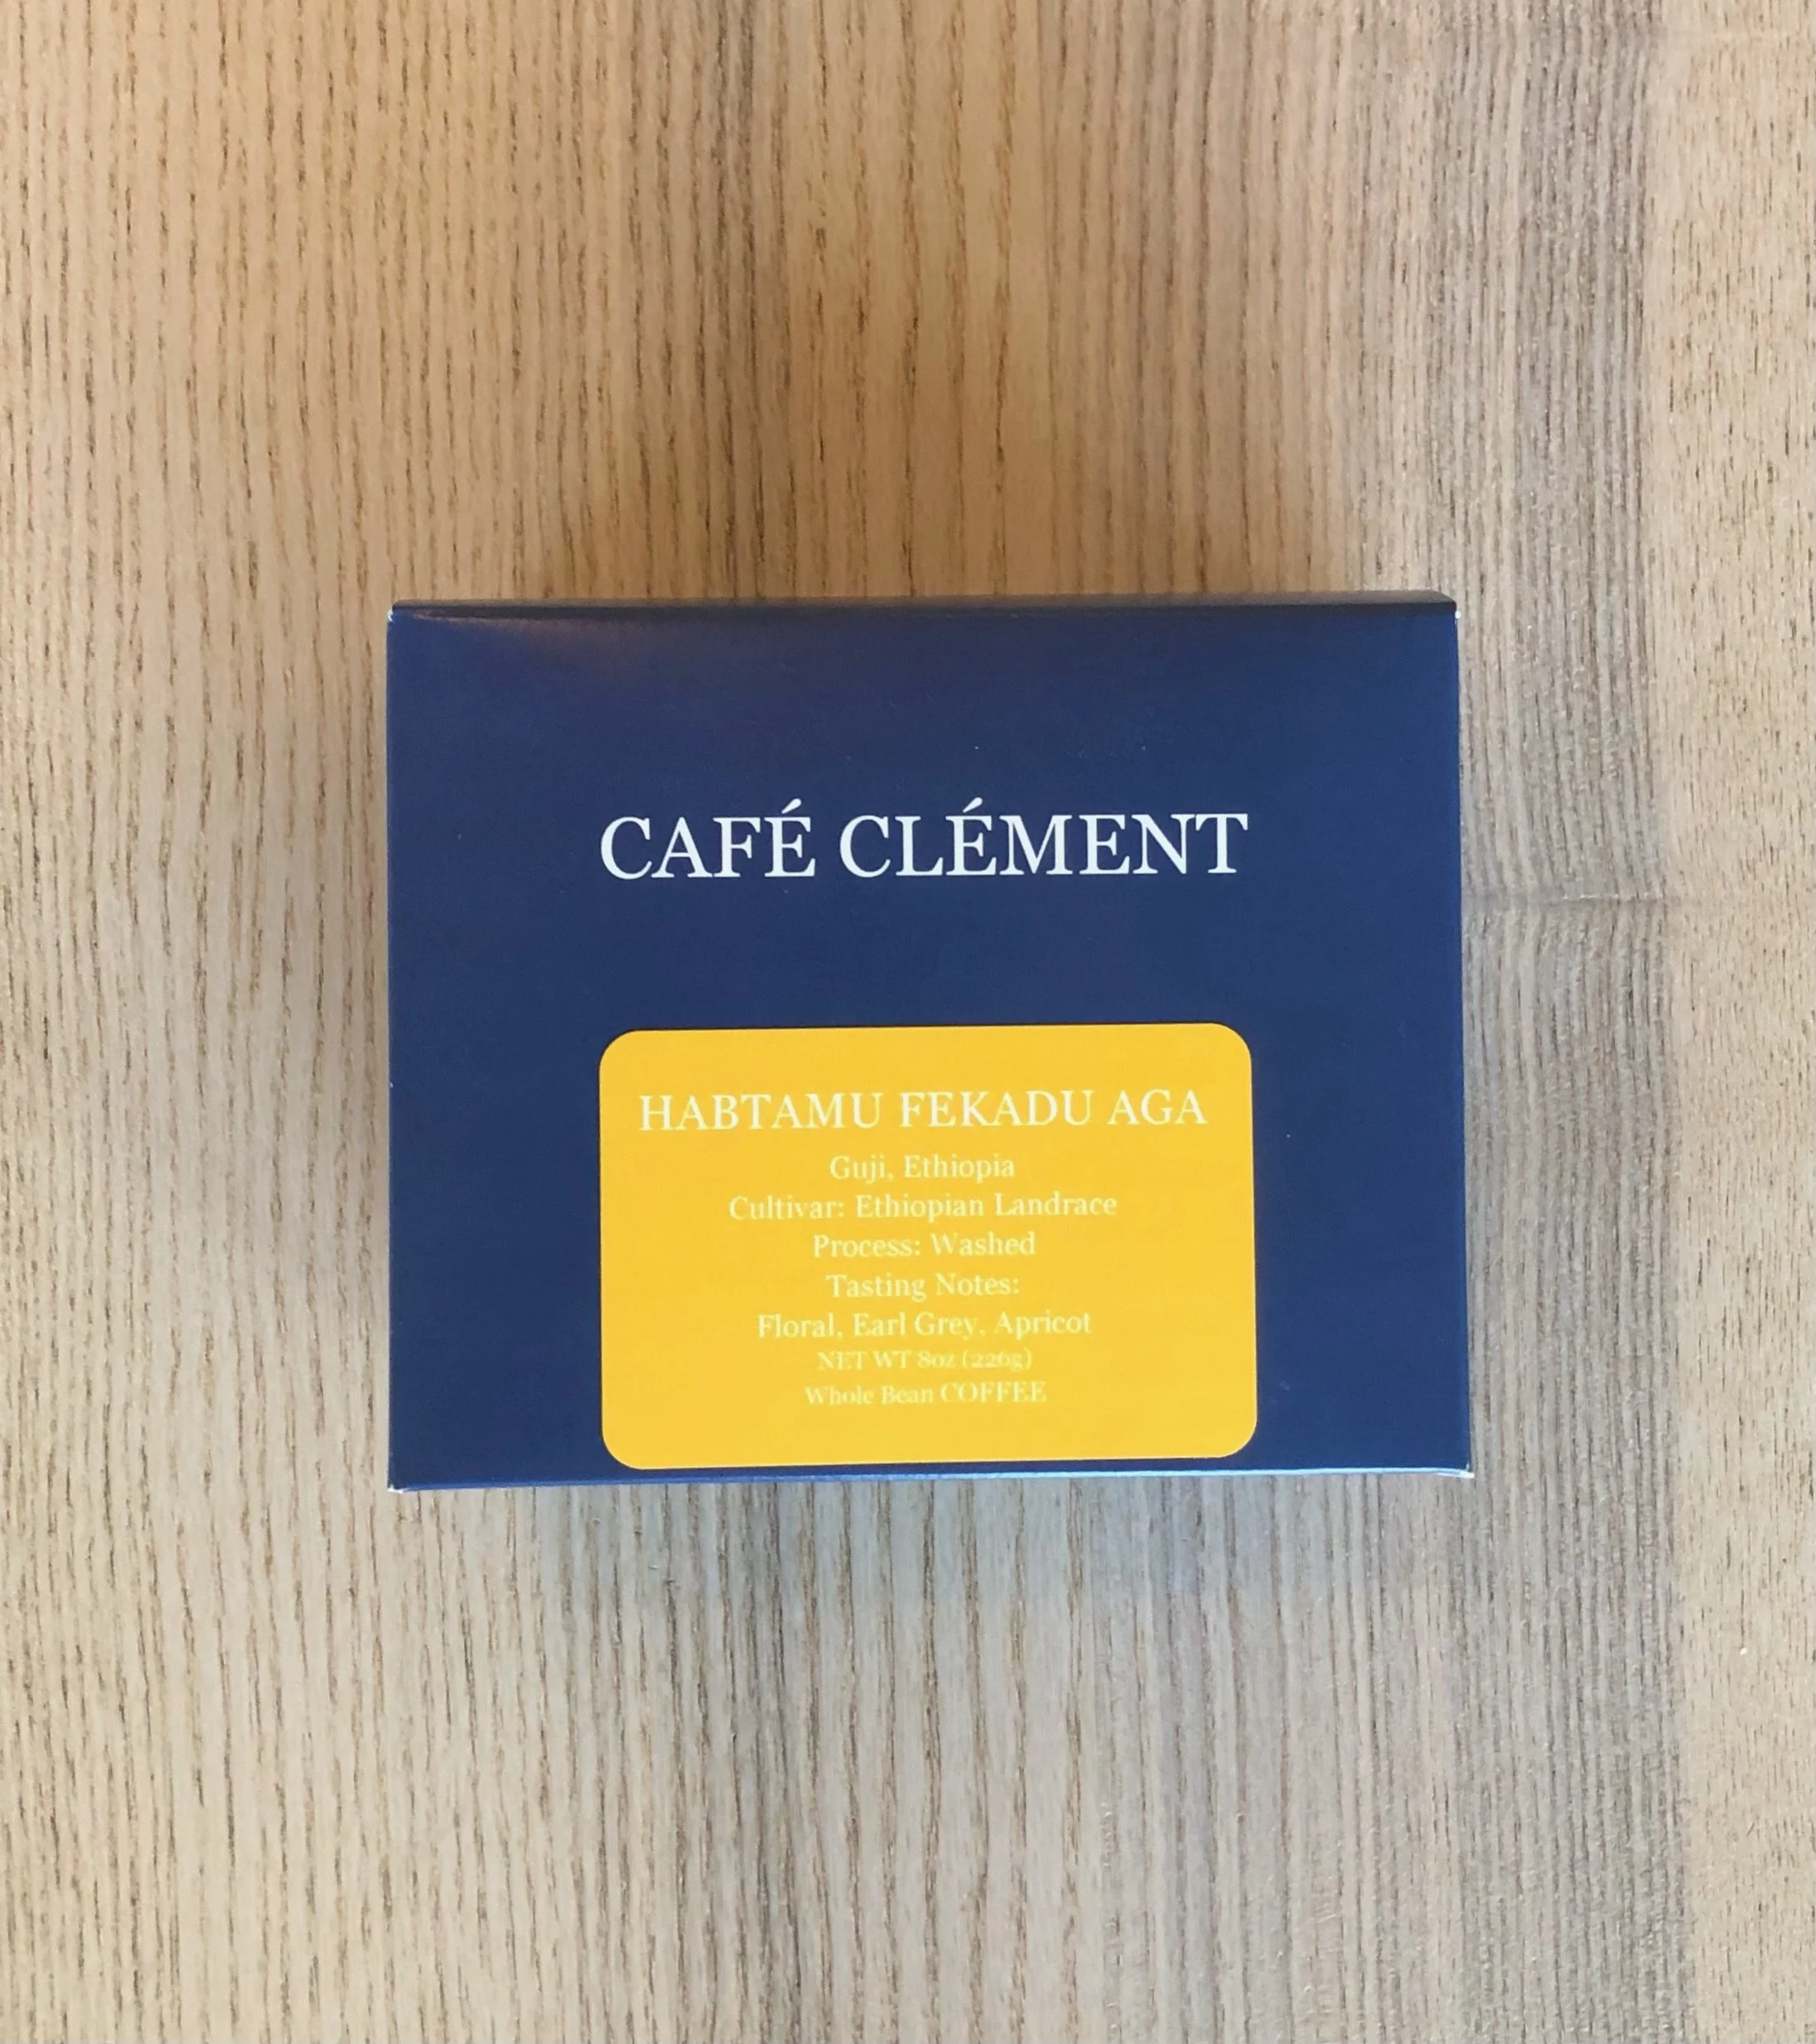 CAFÉ CLÉMENT
HABTAMU FEKADU AGA
Guji, Ethiopia
Cultivar: Ethiopian Landrace
Process: Washed
Tasting Notes:
Floral, Earl Grey, Apricot
NET WT 8oz (226g)
Whole Bean COFFEE